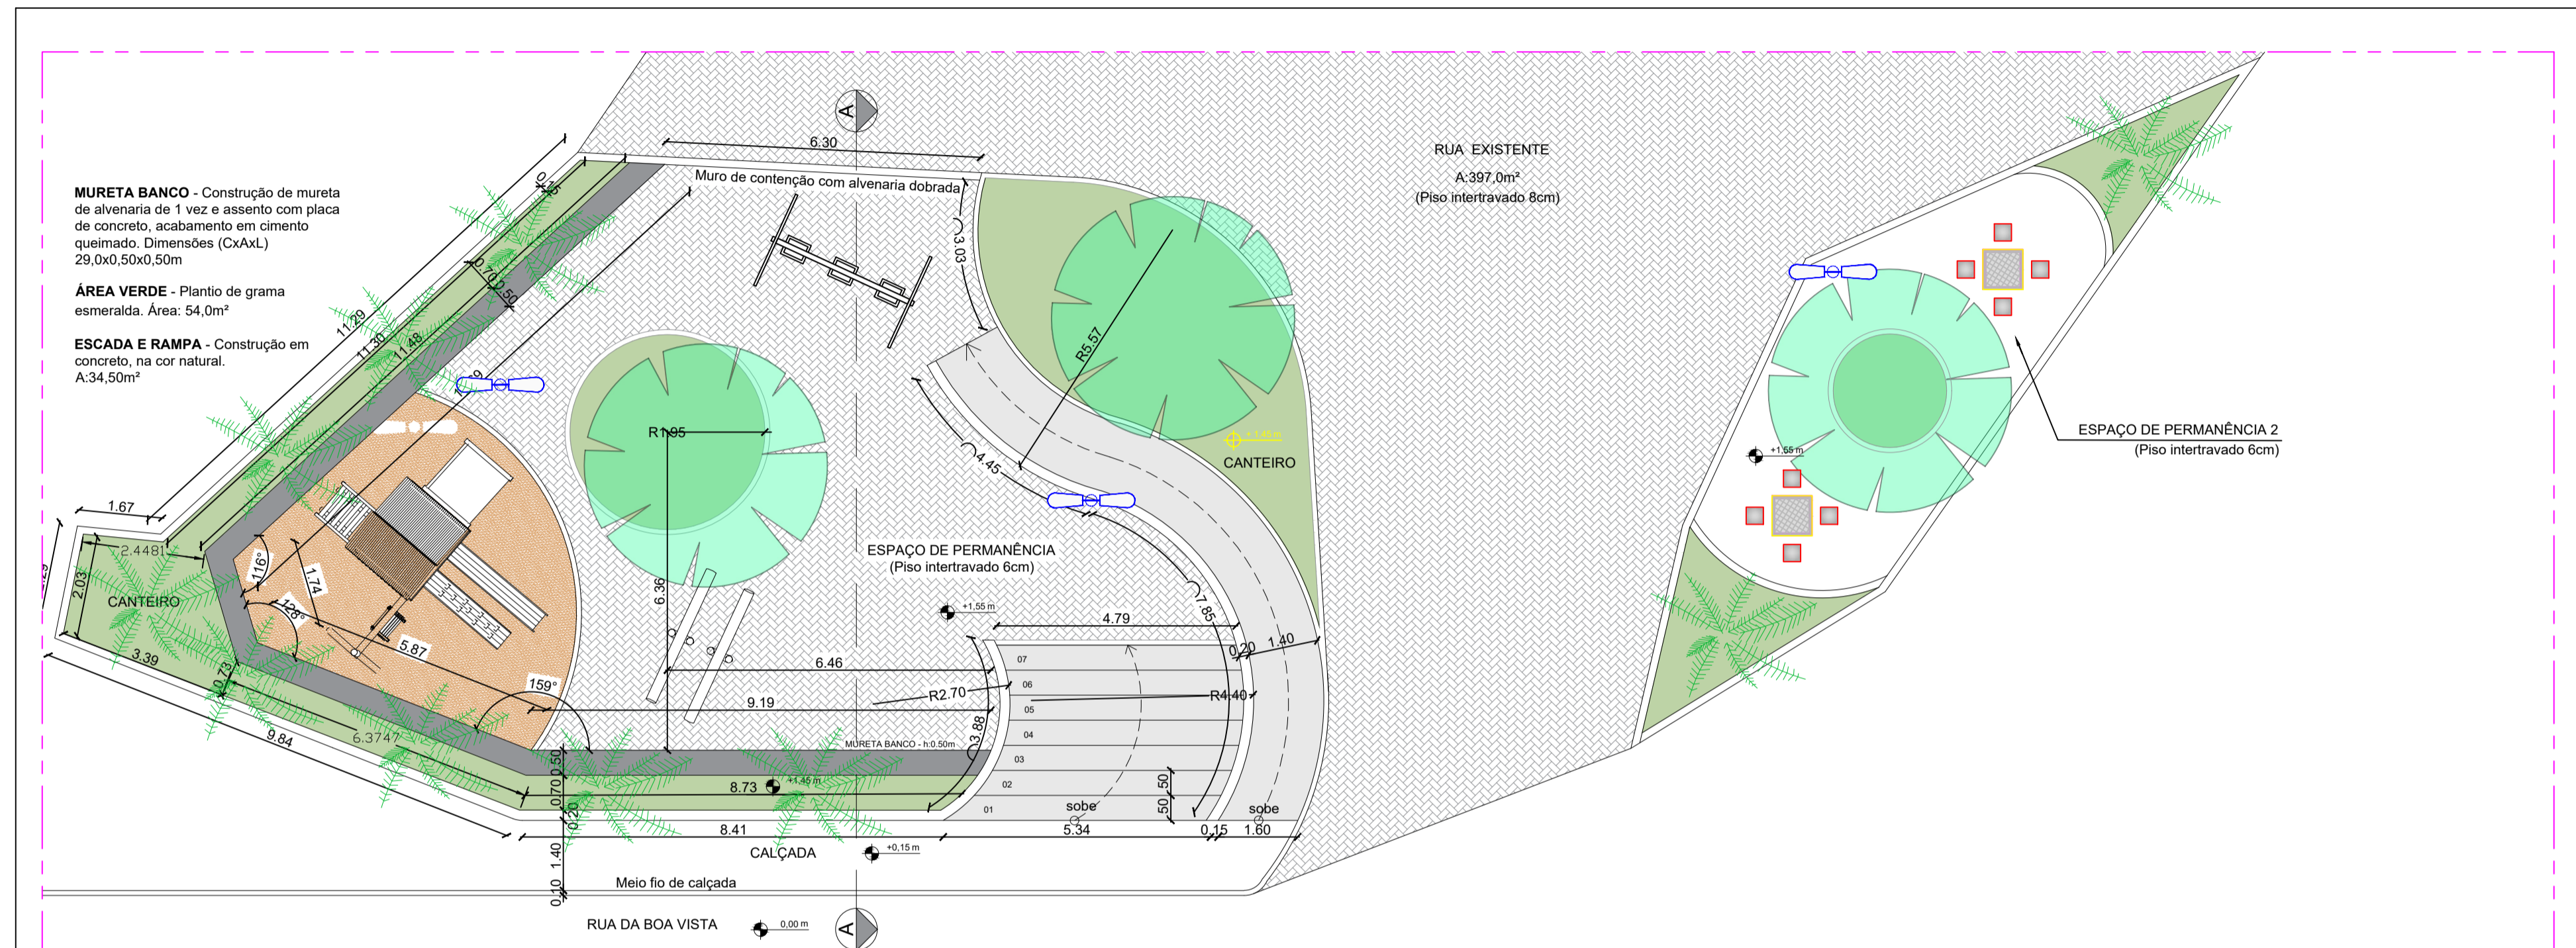 A
6.30
Muro de contenção com alvenaria dobrada
RUA EXISTENTE
A:397,0m²
(Piso intertravado 8cm)
MURETA BANCO - Construção de mureta
de alvenaria de 1 vez e assento com placa
de concreto, acabamento em cimento
queimado. Dimensões (CxAxL)
29,0x0,50x0,50m
ÁREA VERDE - Plantio de grama
esmeralda. Área: 54,0m²
ESCADA E RAMPA - Construção em
concreto, na cor natural.
A:34,50m²
0.15
3.03
0.70
0.50
11.29
11.30
11.48
R5.57
R1.95
4.45
+1,45 m
CANTEIRO
ESPAÇO DE PERMANÊNCIA 2
(Piso intertravado 6cm)
+1,55 m
1.67
2.4481
2.03
CANTEIRO
116°
1.74
128°
5.87
3.39
0.73
159°
9.84
6.3747
ESPAÇO DE PERMANÊNCIA
(Piso intertravado 6cm)
6.36
+1,55 m
7.85
4.79
0.20
1.40
6.46
R2.70
R4.40
9.19
3.88
07
06
05
04
03
02
01
MURETA BANCO - h:0.50m
0.50
0.70
0.20
+1,45 m
8.73
.50
.50
sobe
sobe
8.41
5.34
0.15
1.60
CALÇADA
+0,15 m
1.40
0.10
Meio fio de calçada
RUA DA BOA VISTA
0,00 m
A